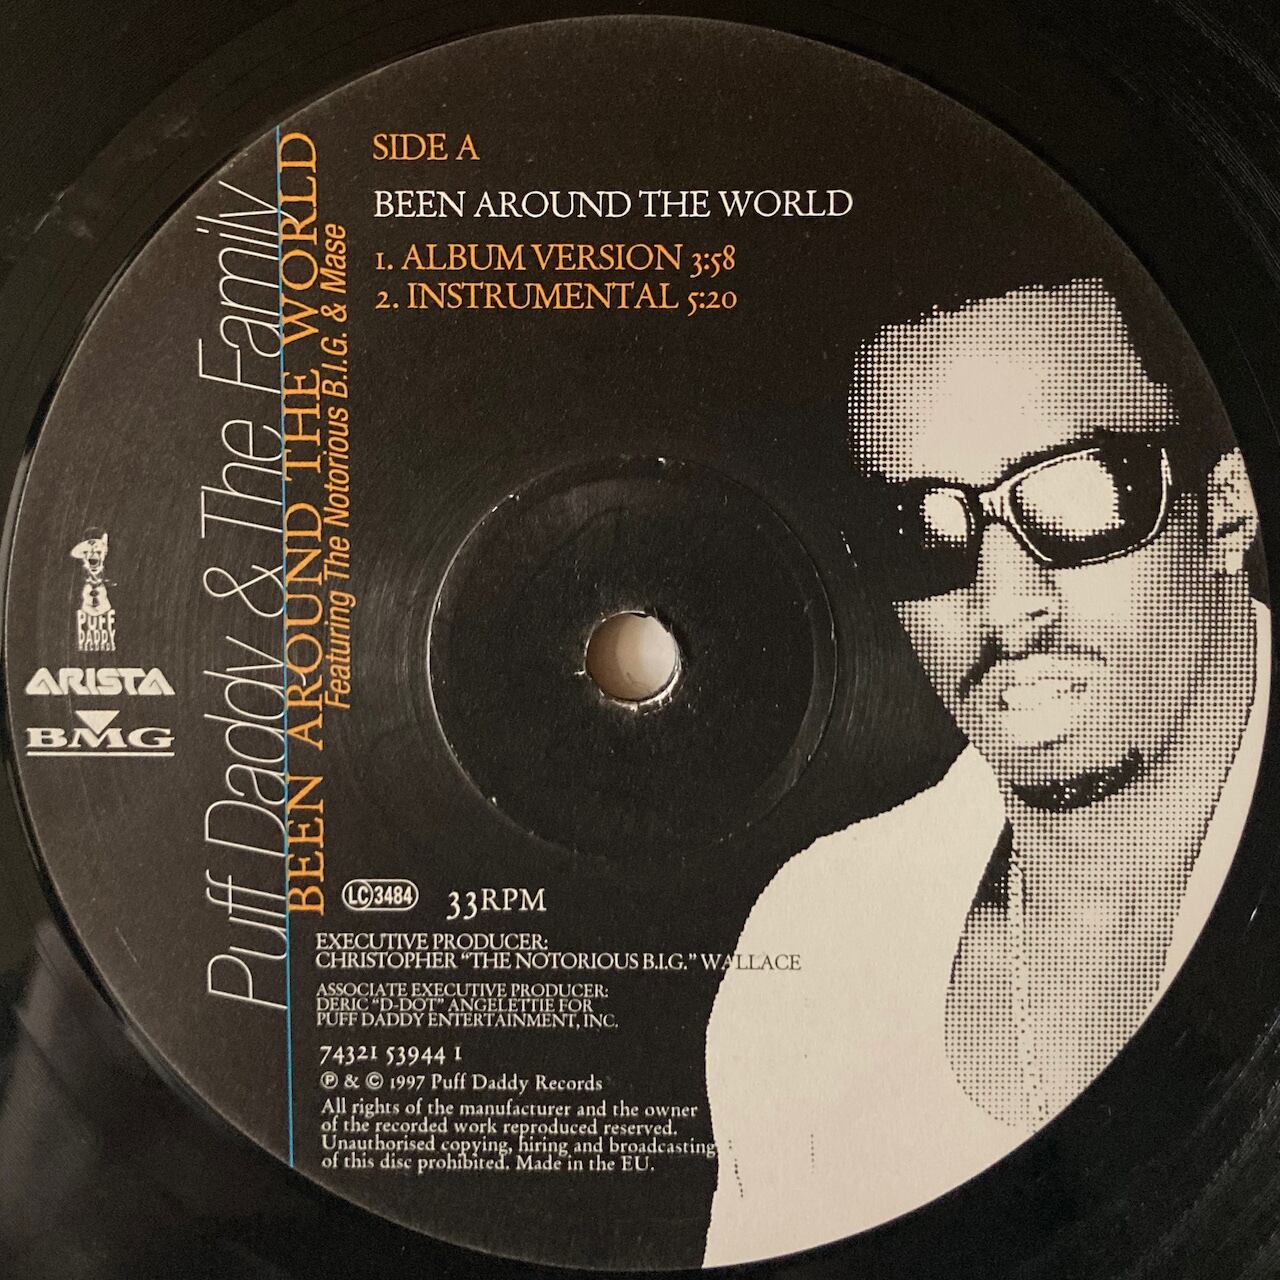 SIDE A
BEEN AROUND THE WORLD
1. ALBUM VERSION 3:58
2. INSTRUMENTAL 5:20
Puff Daddy & The Family
BEEN AROUND THE WORLD
Featuring The Notorious B.I.G. & Mase
PUFF
DADDY
RECORDS
ARISTA
BMG
LC 3484
33RPM
EXECUTIVE PRODUCER:
CHRISTOPHER "THE NOTORIOUS B.I.G." WALLACE
ASSOCIATE EXECUTIVE PRODUCER:
DERIC "D-DOT" ANGELETTIE FOR
PUFF DADDY ENTERTAINMENT, INC.
74321 53944 1
℗ & © 1997 Puff Daddy Records
All rights of the manufacturer and the owner
of the recorded work reproduced reserved.
Unauthorised copying, hiring and broadcasting
of this disc prohibited. Made in the EU.